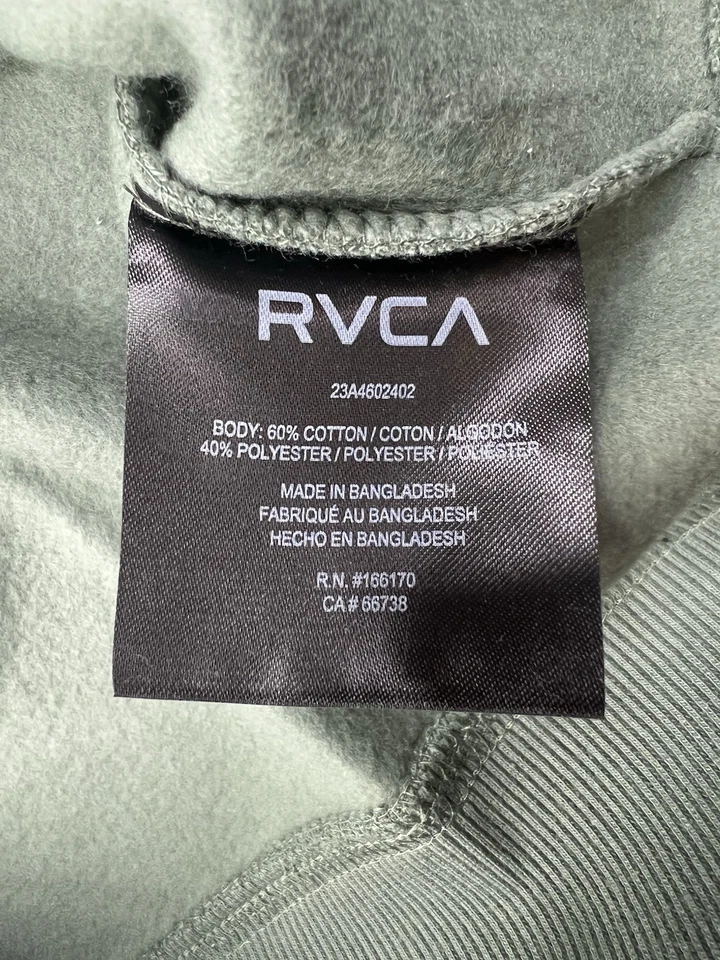 RVCA
23A4602402
BODY: 60% COTTON / COTON / ALGODON
40% POLYESTER / POLYESTER / POLIESTER
MADE IN BANGLADESH
FABRIQUÉ AU BANGLADESH
HECHO EN BANGLADESH
R.N. #166170
CA# 66738